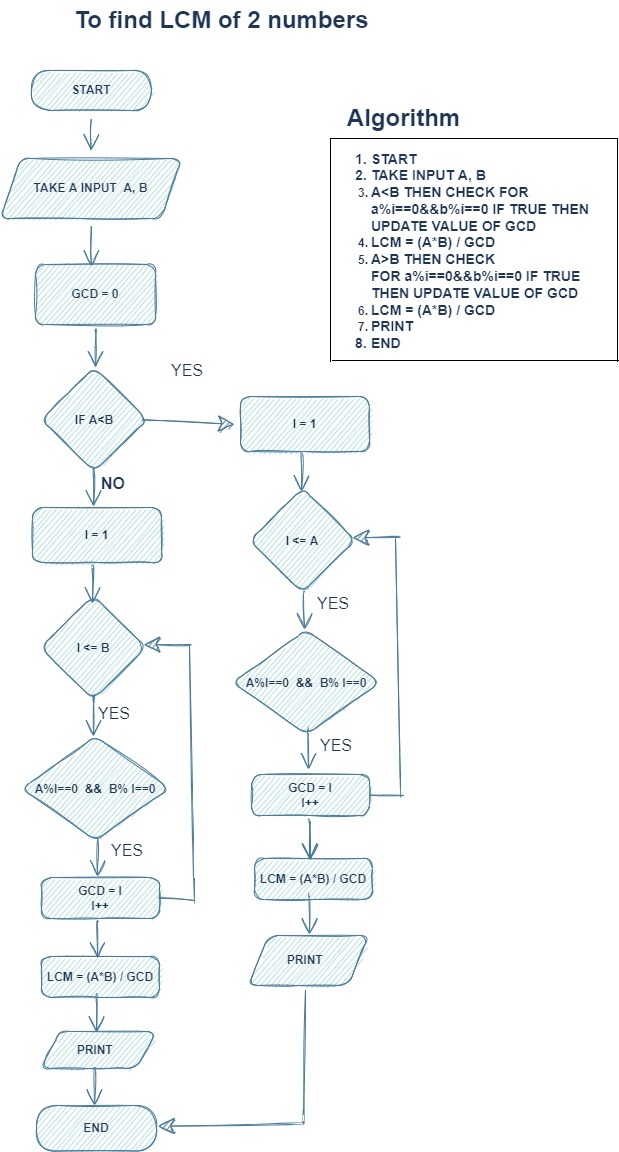 To find LCM of 2 numbers
START
TAKE A INPUT A, B
GCD = 0
IF A<B
YES
NO
I = 1
I <= B
YES
A%I==0 && B% I==0
YES
GCD = I
I++
LCM = (A*B) / GCD
PRINT
END
I = 1
I <= A
YES
A%I==0 && B% I==0
YES
GCD = I
I++
LCM = (A*B) / GCD
PRINT
Algorithm
1. START
2. TAKE INPUT A, B
3. A<B THEN CHECK FOR
a%i==0&&b%i==0 IF TRUE THEN
UPDATE VALUE OF GCD
4. LCM = (A*B) / GCD
5. A>B THEN CHECK
FOR a%i==0&&b%i==0 IF TRUE
THEN UPDATE VALUE OF GCD
6. LCM = (A*B) / GCD
7. PRINT
8. END